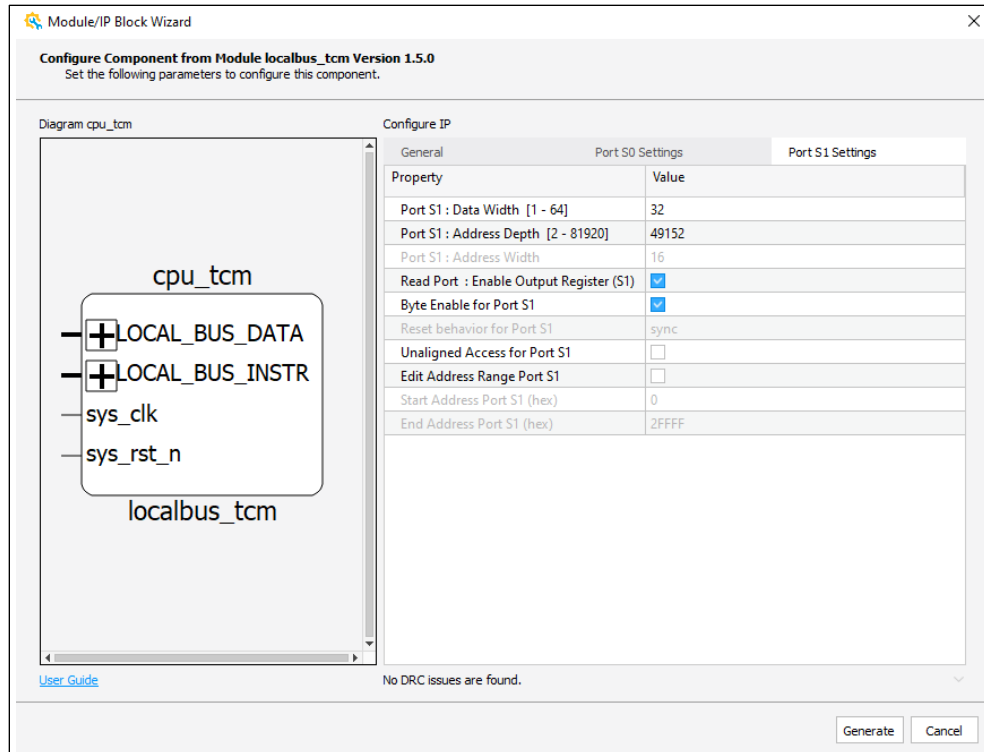 Module/IP Block Wizard
Configure Component from Module localbus_tcm Version 1.5.0
Set the following parameters to configure this component.
Diagram cpu_tcm
cpu_tcm
LOCAL_BUS_DATA
LOCAL_BUS_INSTR
sys_clk
sys_rst_n
localbus_tcm
User Guide
Configure IP
General Port S0 Settings Port S1 Settings
Property Value
Port S1 : Data Width [1 - 64] 32
Port S1 : Address Depth [2 - 81920] 49152
Port S1 : Address Width 16
Read Port : Enable Output Register (S1)
Byte Enable for Port S1
Reset behavior for Port S1 sync
Unaligned Access for Port S1
Edit Address Range Port S1
Start Address Port S1 (hex) 0
End Address Port S1 (hex) 2FFFF
No DRC issues are found.
Generate Cancel